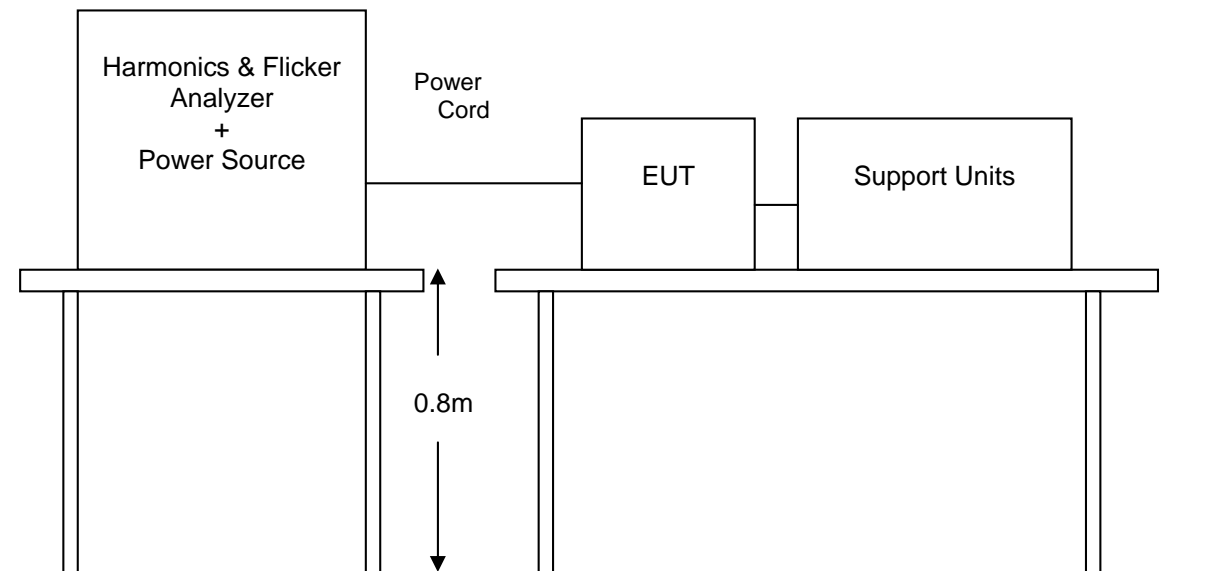 Harmonics & Flicker
Analyzer
+
Power Source
Power
Cord
EUT
Support Units
0.8m